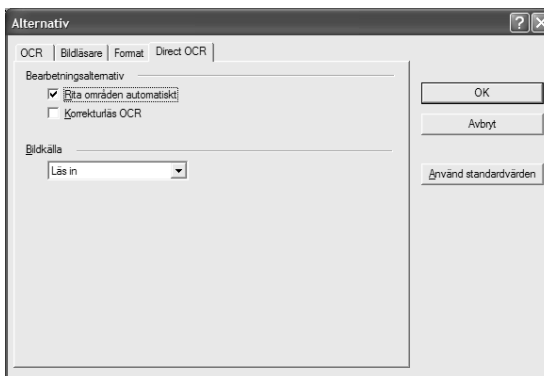 Alternativ
OCR Bildläsare Format Direct OCR
Bearbetningsalternativ
Rita områden automatiskt
Korrekturläs OCR
Bildkälla
Läs in
OK
Avbryt
Använd standardvärden